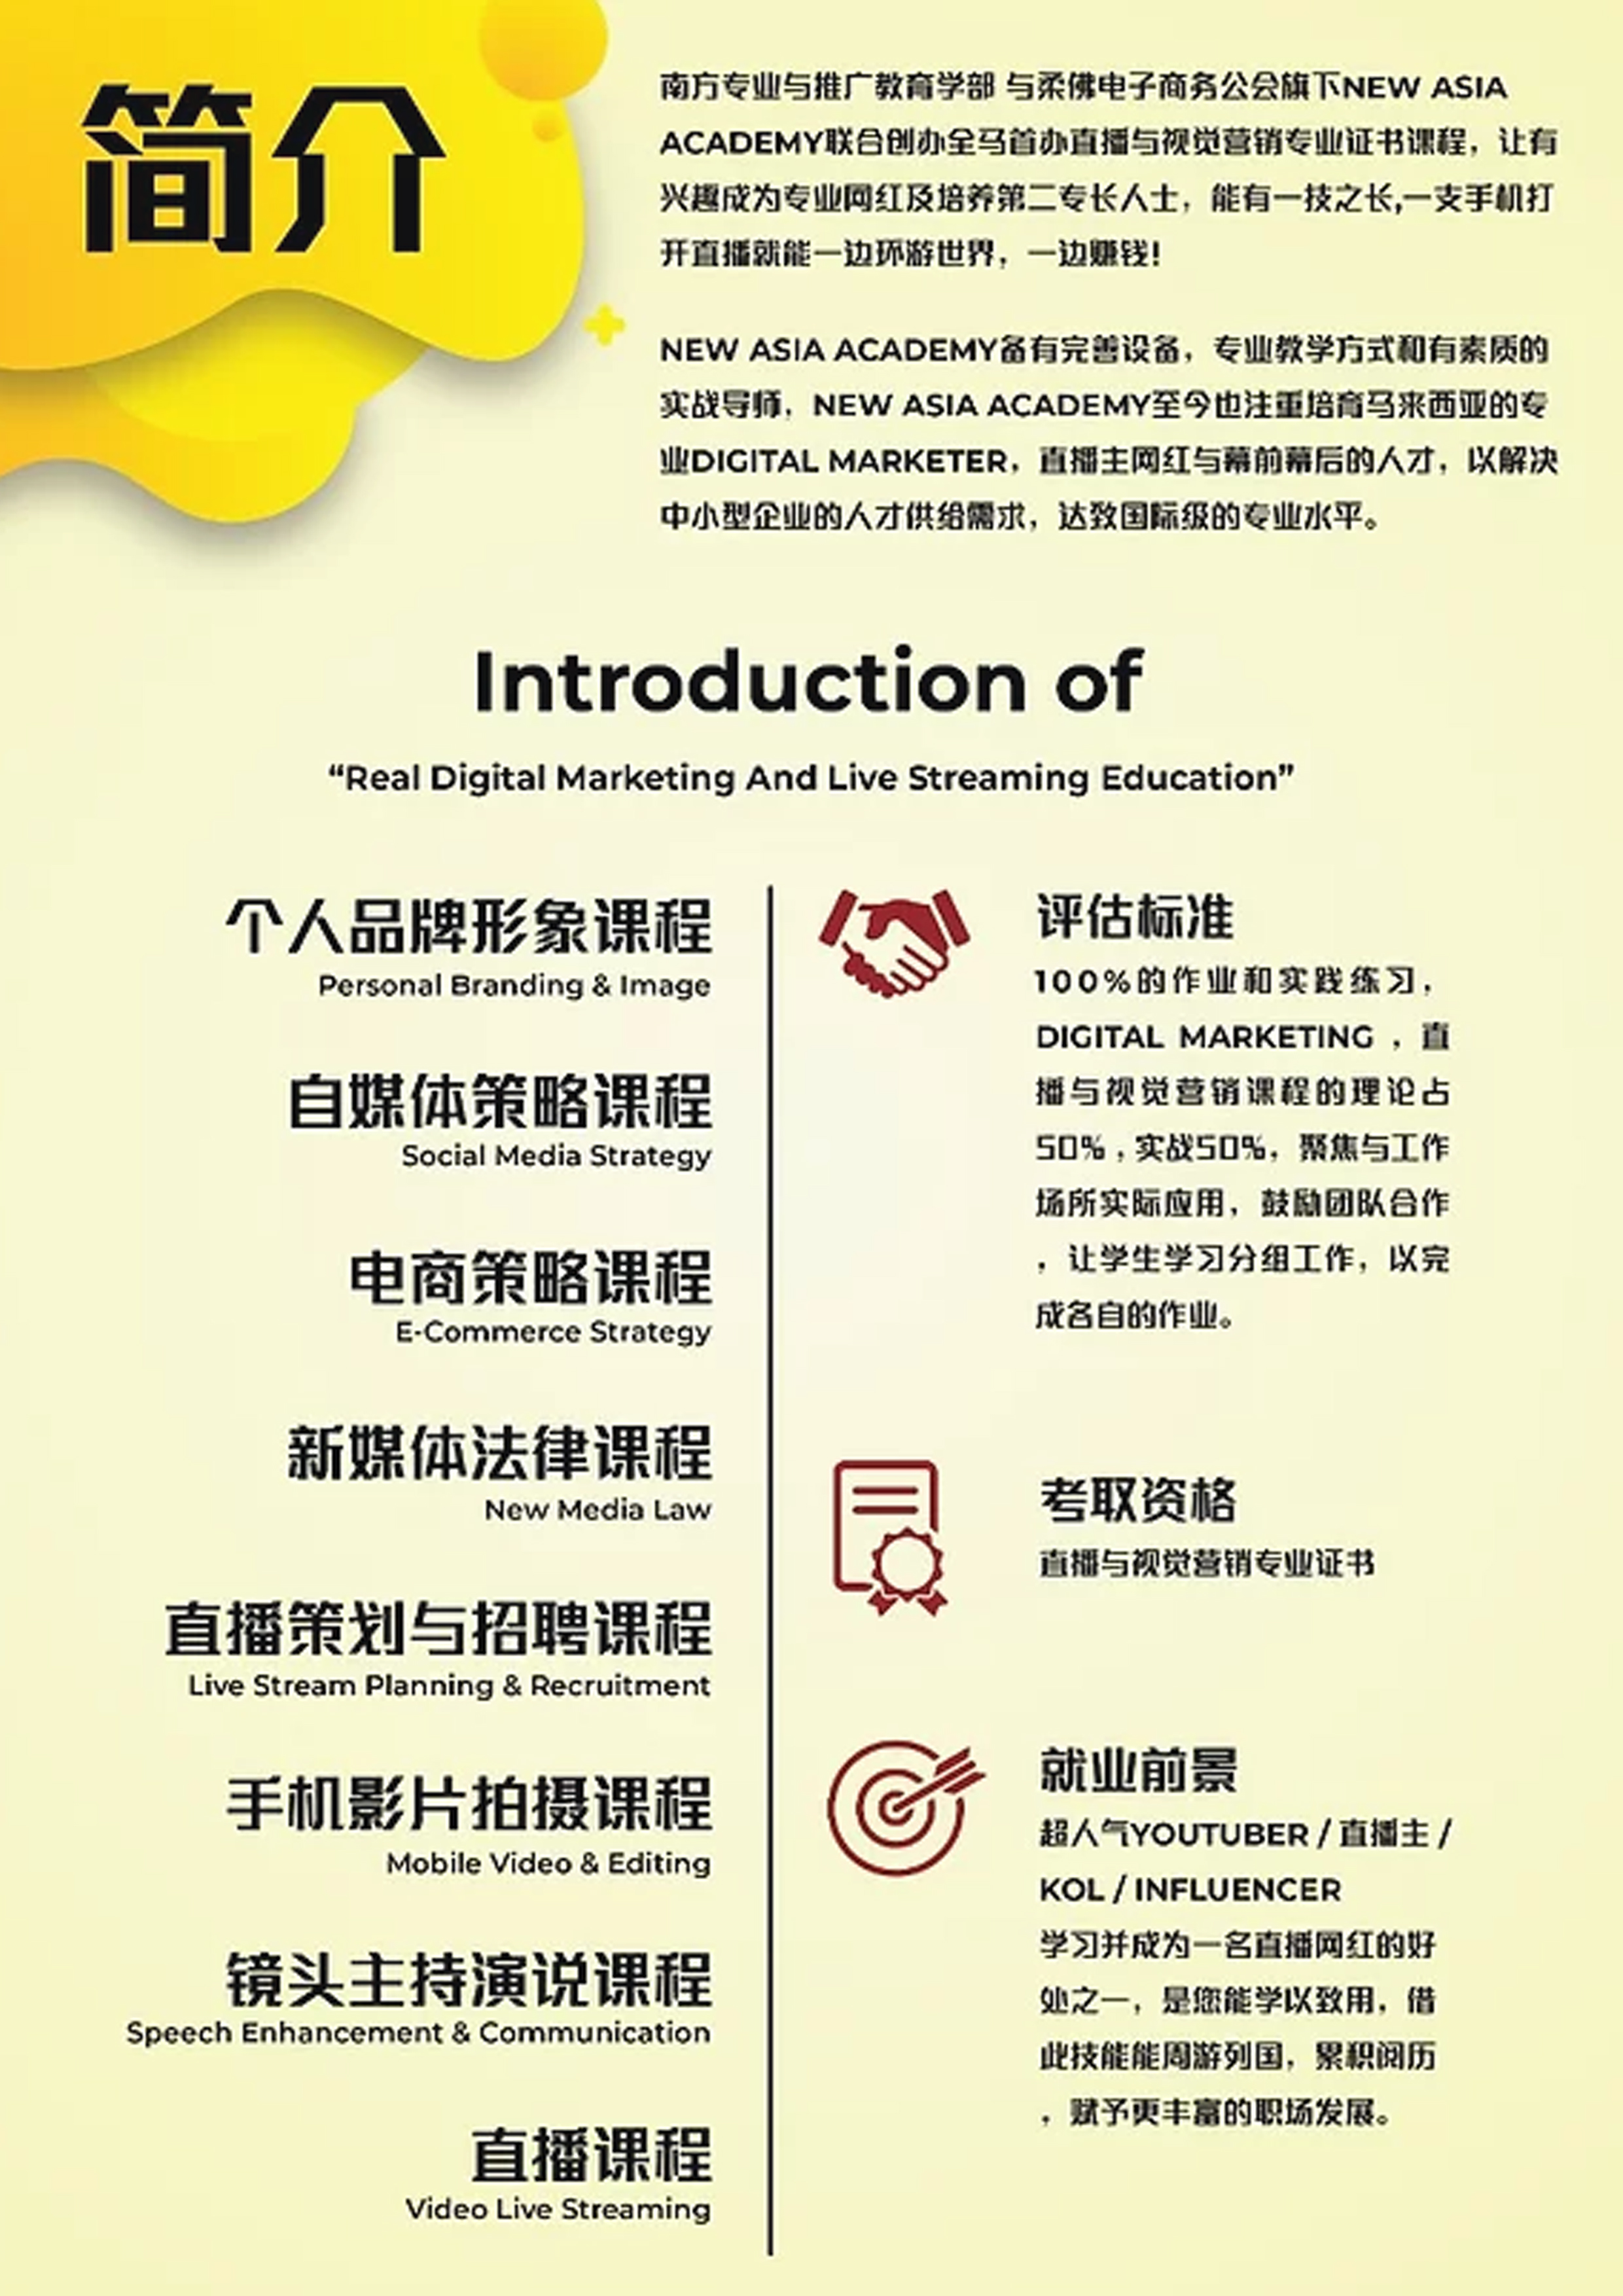 简介
南方专业与推广教育学部 与柔佛电子商务公会旗下NEW ASIA
ACADEMY联合创办全马首办直播与视觉营销专业证书课程，让有
兴趣成为专业网红及培养第二专长人士，能有一技之长,一支手机打
开直播就能一边环游世界，一边赚钱!
NEW ASIA ACADEMY备有完善设备，专业教学方式和有素质的
实战导师，NEW ASIA ACADEMY至今也注重培育马来西亚的专
业DIGITAL MARKETER，直播主网红与幕前幕后的人才，以解决
中小型企业的人才供给需求，达致国际级的专业水平。
Introduction of
“Real Digital Marketing And Live Streaming Education”
个人品牌形象课程
Personal Branding & Image
自媒体策略课程
Social Media Strategy
电商策略课程
E-Commerce Strategy
新媒体法律课程
New Media Law
直播策划与招聘课程
Live Stream Planning & Recruitment
手机影片拍摄课程
Mobile Video & Editing
镜头主持演说课程
Speech Enhancement & Communication
直播课程
Video Live Streaming
评估标准
100%的作业和实践练习，
DIGITAL MARKETING ，直
播与视觉营销课程的理论占
50%，实战50%，聚焦与工作
场所实际应用，鼓励团队合作
，让学生学习分组工作，以完
成各自的作业。
考取资格
直播与视觉营销专业证书
就业前景
超人气YOUTUBER / 直播主 /
KOL / INFLUENCER
学习并成为一名直播网红的好
处之一，是您能学以致用，借
此技能能周游列国，累积阅历
，赋予更丰富的职场发展。